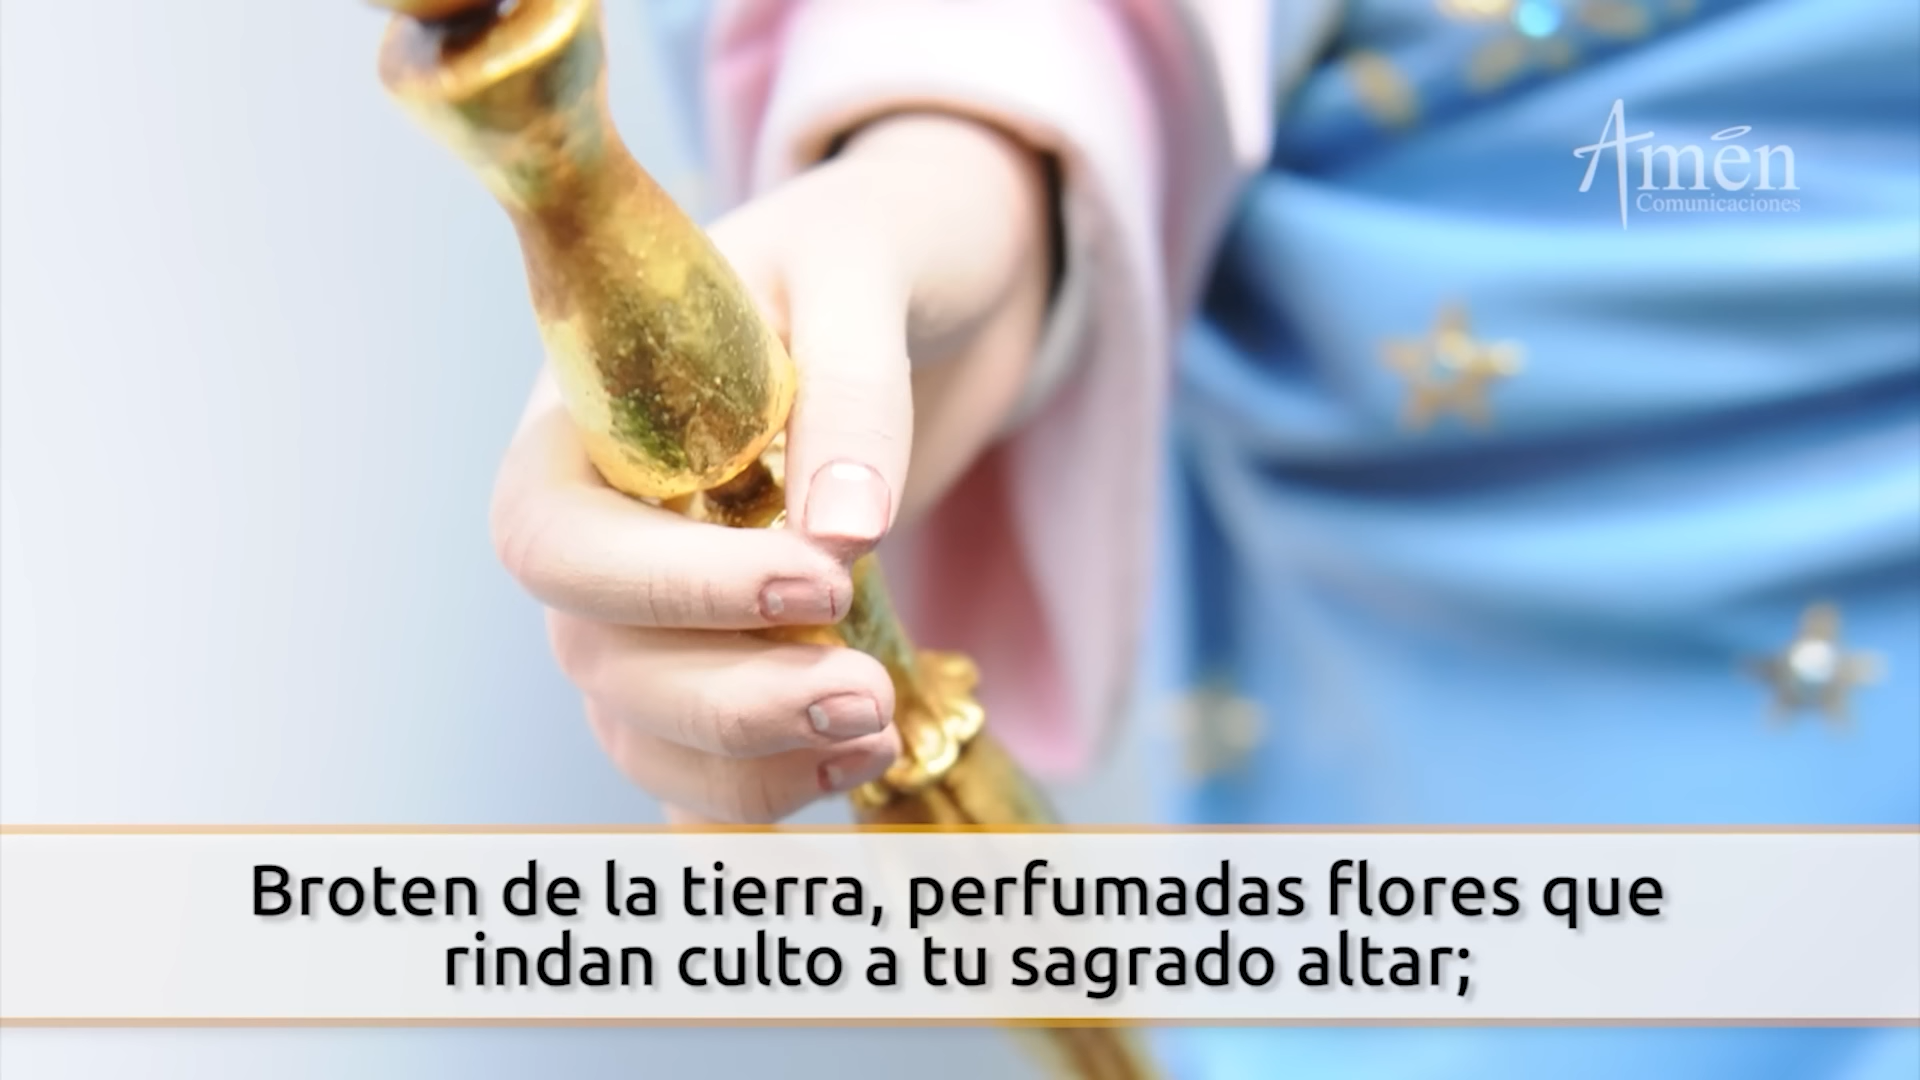 Amén
Comunicaciones
Broten de la tierra, perfumadas flores que
rindan culto a tu sagrado altar;